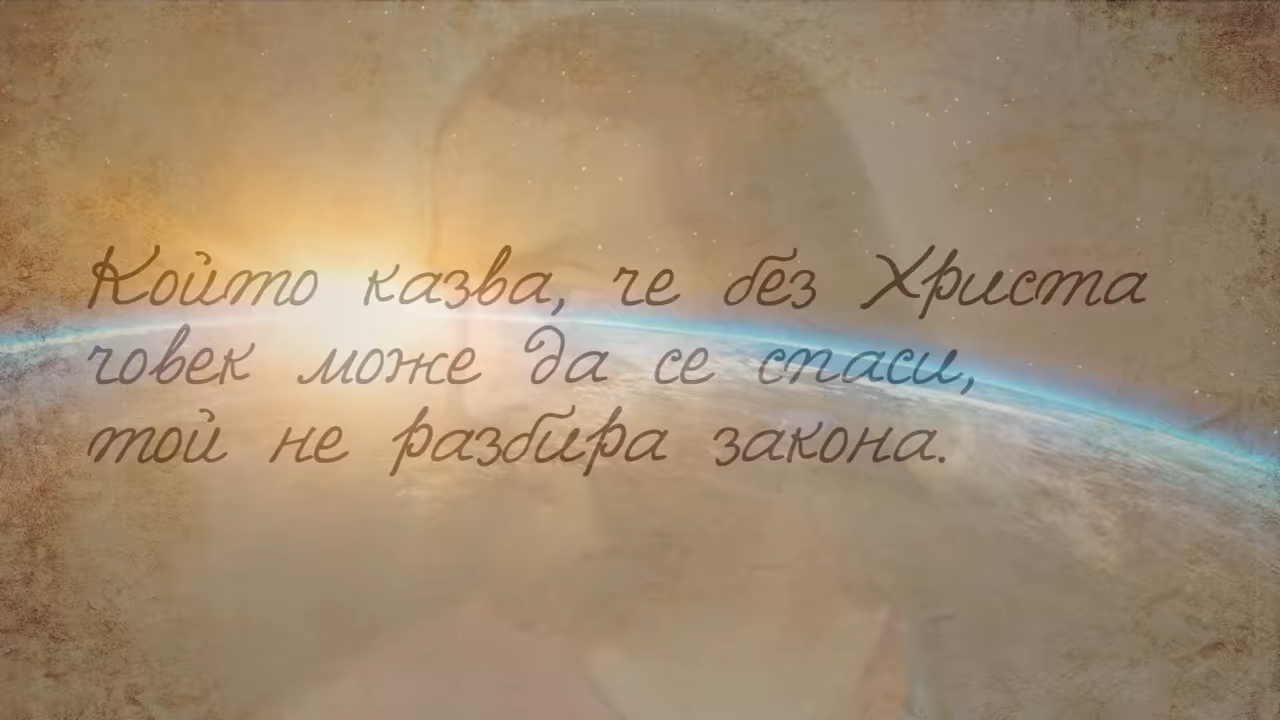 Който казва, че без Христа
човек може да се спаси,
той не разбира закона.